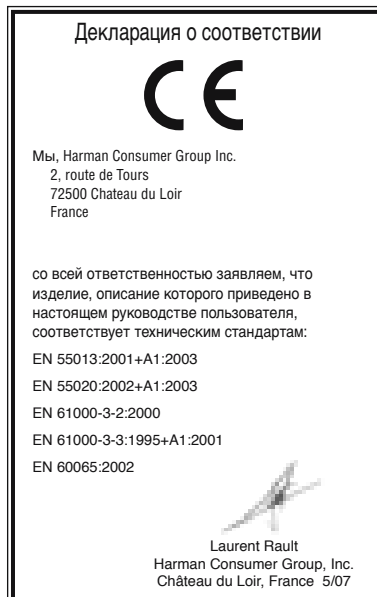 Декларация о соответствии
CE
Мы, Harman Consumer Group Inc.
2, route de Tours
72500 Chateau du Loir
France
со всей ответственностью заявляем, что
изделие, описание которого приведено в
настоящем руководстве пользователя,
соответствует техническим стандартам:
EN 55013:2001+A1:2003
EN 55020:2002+A1:2003
EN 61000-3-2:2000
EN 61000-3-3:1995+A1:2001
EN 60065:2002
Laurent Rault
Harman Consumer Group, Inc.
Château du Loir, France 5/07